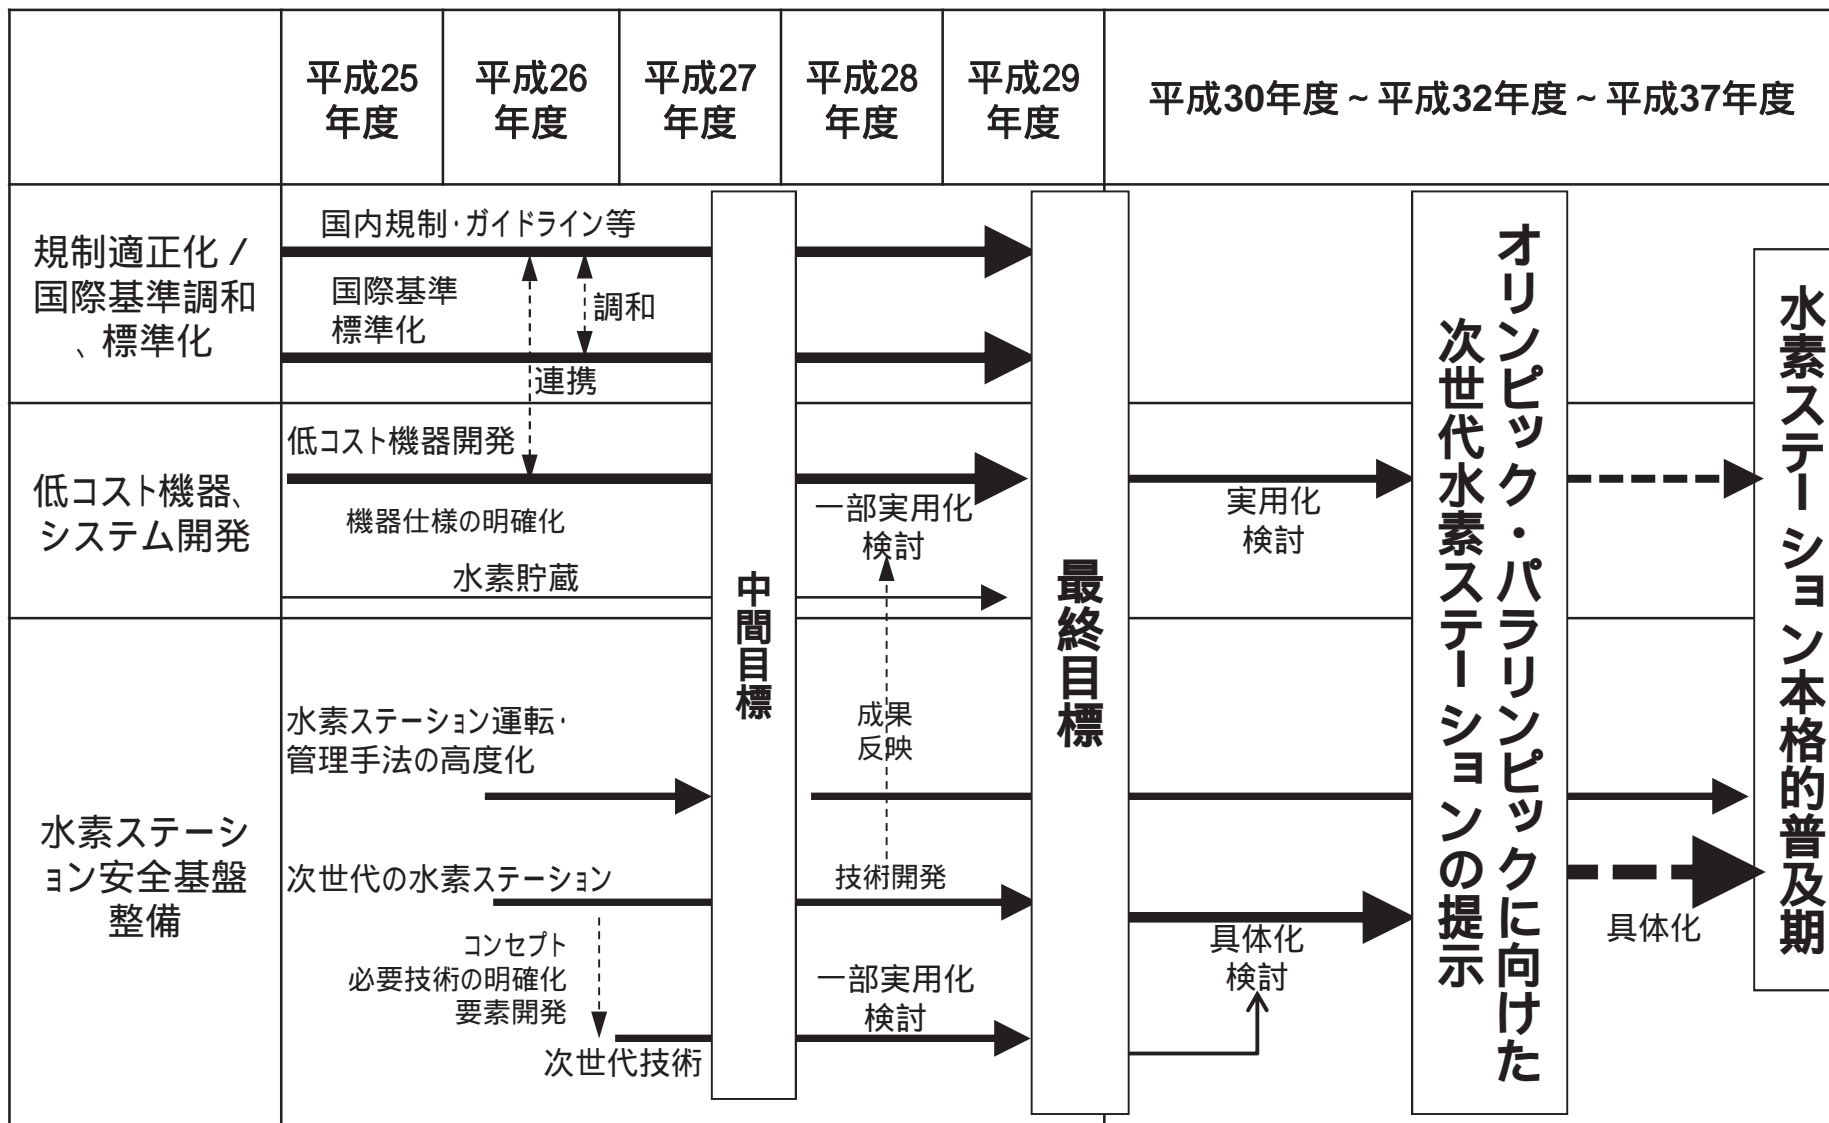 平成25
年度
平成26
年度
平成27
年度
平成28
年度
平成29
年度
平成30年度 ~ 平成32年度 ~ 平成37年度
規制適正化 /
国際基準調和
、標準化
国内規制・ガイドライン等
国際基準
標準化
調和
連携
低コスト機器、
システム開発
低コスト機器開発
機器仕様の明確化
水素貯蔵
一部実用化
検討
実用化
検討
水素ステーシ
ョン安全基盤
整備
水素ステーション運転・
管理手法の高度化
成果
反映
次世代の水素ステーション
技術開発
コンセプト
必要技術の明確化
要素開発
一部実用化
検討
次世代技術
具体化
検討
具体化
中間目標
最終目標
オリンピック・パラリンピックに向けた
次世代水素ステーションの提示
水素ステーション本格的普及期